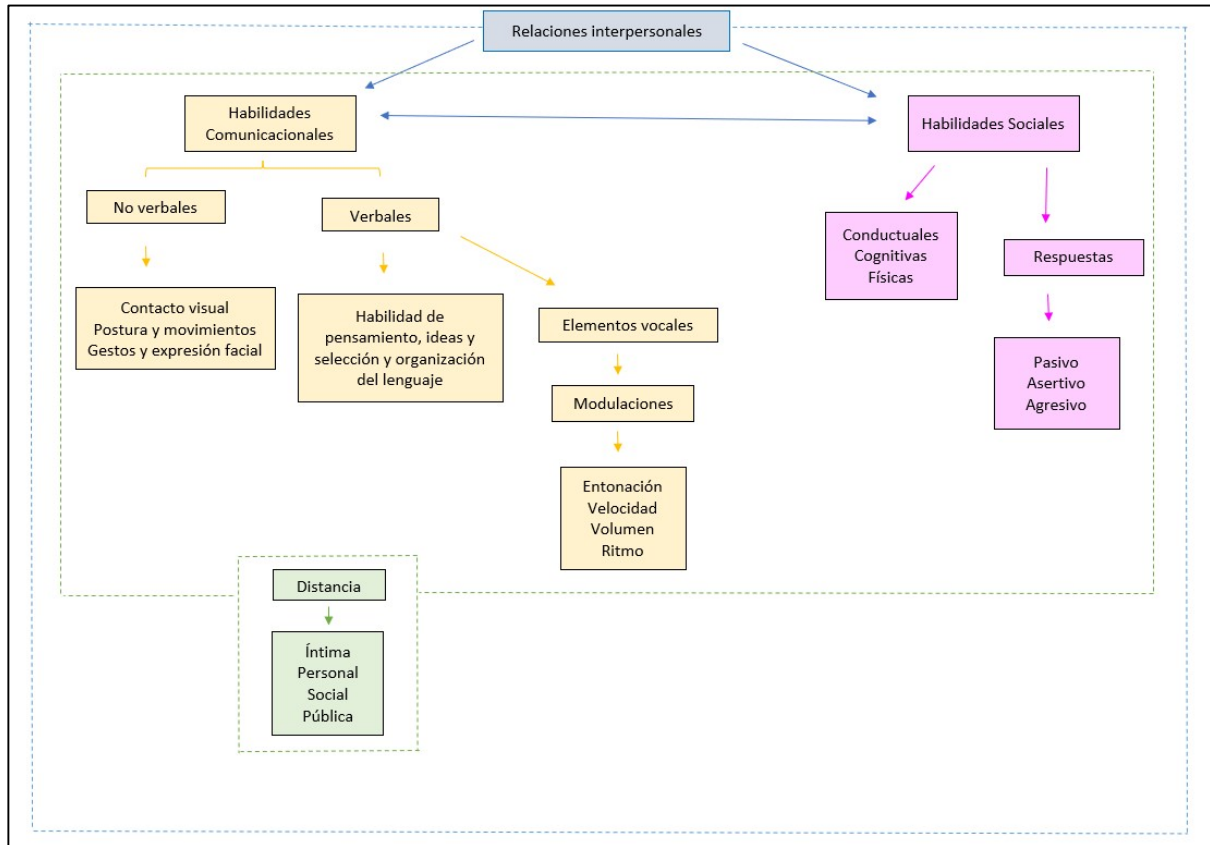 Relaciones interpersonales
Habilidades
Comunicacionales
Habilidades Sociales
No verbales
Verbales
Contacto visual
Postura y movimientos
Gestos y expresión facial
Habilidad de
pensamiento, ideas y
selección y organización
del lenguaje
Elementos vocales
Modulaciones
Entonación
Velocidad
Volumen
Ritmo
Conductuales
Cognitivas
Físicas
Respuestas
Pasivo
Asertivo
Agresivo
Distancia
Íntima
Personal
Social
Pública